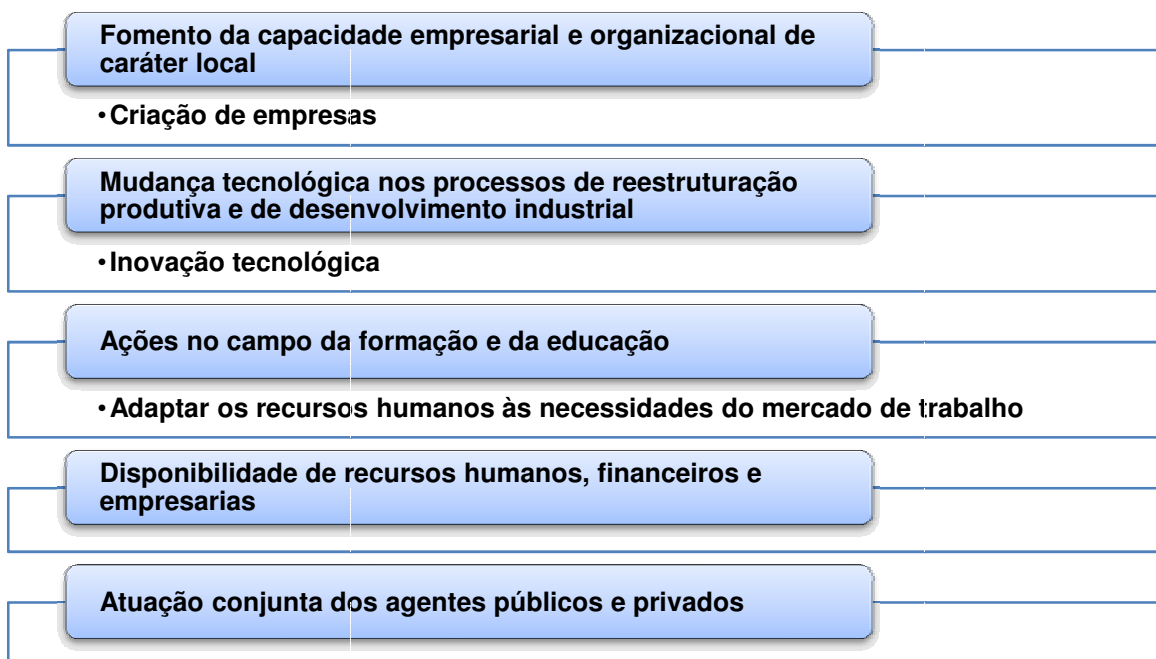 Fomento da capacidade empresarial e organizacional de
caráter local
•Criação de empresas
Mudança tecnológica nos processos de reestruturação
produtiva e de desenvolvimento industrial
•Inovação tecnológica
Ações no campo da formação e da educação
•Adaptar os recursos humanos às necessidades do mercado de trabalho
Disponibilidade de recursos humanos, financeiros e
empresarias
Atuação conjunta dos agentes públicos e privados